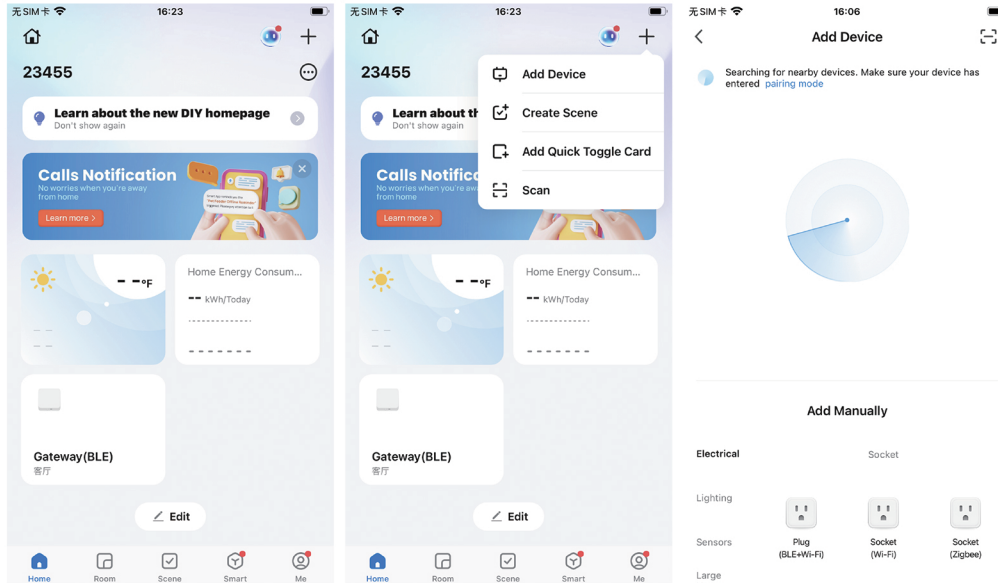 无SIM卡
16:23
23455
Learn about the new DIY homepage
Don't show again
Calls Notification
No worries when you're away
from home
Learn more >
-- °F
Home Energy Consum...
-- kWh/Today
Gateway(BLE)
客厅
Edit
Home
Room
Scene
Smart
Me
无SIM卡
16:23
23455
Learn about th
Don't show again
Calls Notific
No worries when you're away
from home
Learn more >
Add Device
Create Scene
Add Quick Toggle Card
Scan
-- °F
Home Energy Consum...
-- kWh/Today
Gateway(BLE)
客厅
Edit
Home
Room
Scene
Smart
Me
无SIM卡
16:06
Add Device
Searching for nearby devices. Make sure your device has
entered pairing mode
Add Manually
Electrical
Socket
Lighting
Sensors
Large
Plug
(BLE+Wi-Fi)
Socket
(Wi-Fi)
Socket
(Zigbee)